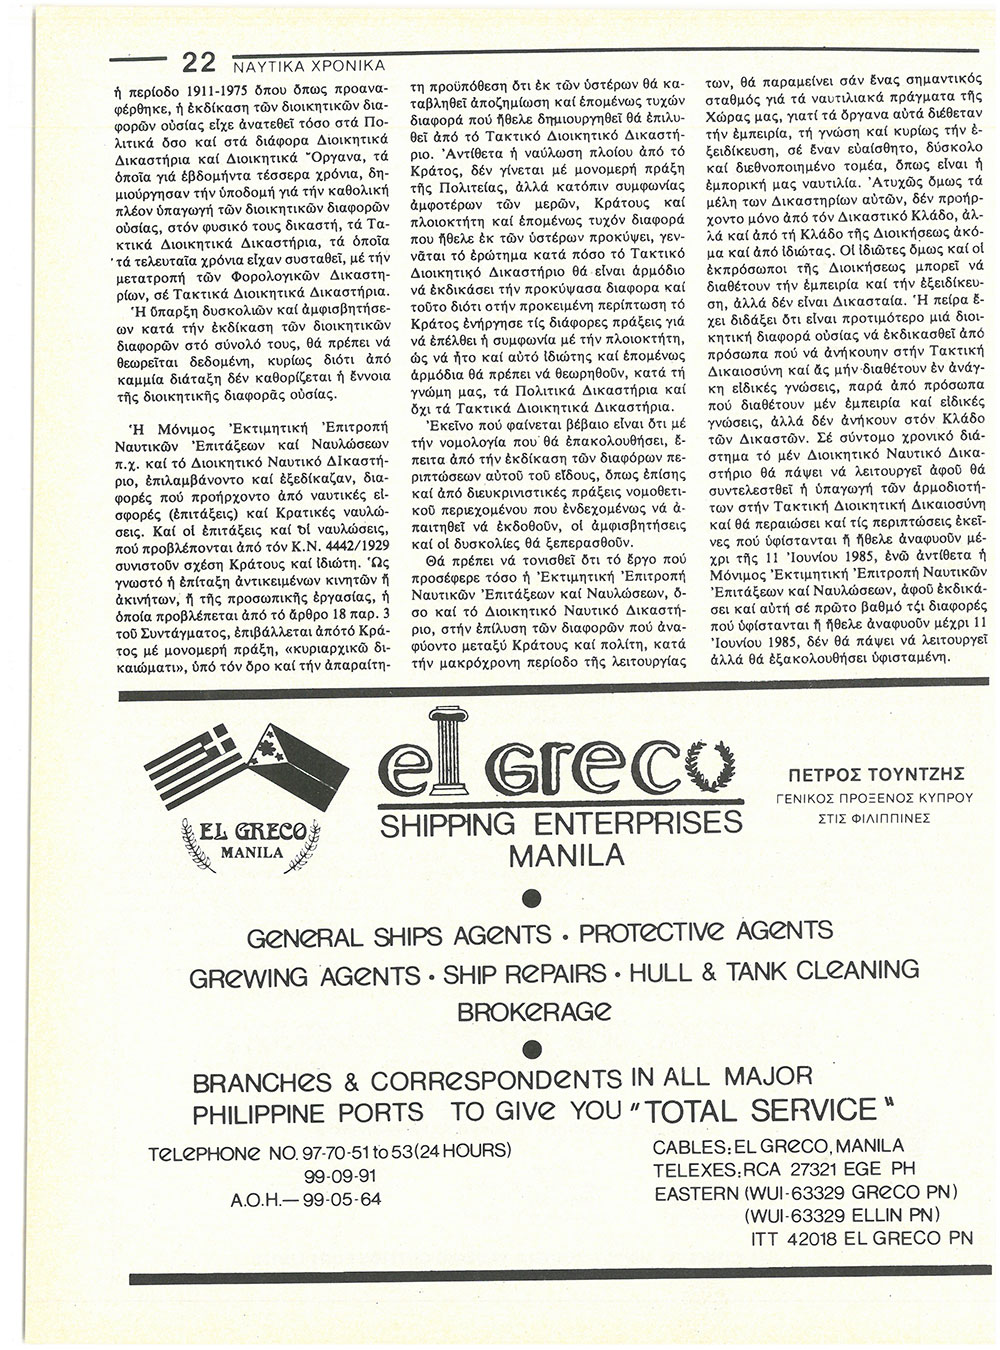 22 ΝΑΥΤΙΚΑ ΧΡΟΝΙΚΑ
ή περίοδο 1911-1975 ὅπου ὅπως προανα-
φέρθηκε, ἡ ἐκδίκαση τῶν διοικητικῶν δια-
φορῶν οὐσίας εἶχε ἀνατεθεῖ τόσο στά Πο-
λιτικά ὅσο καί στά διάφορα Διοικητικά
Δικαστήρια καί Διοικητικά Ὄργανα, τά
ὁποῖα γιά ἑβδομήντα τέσσερα χρόνια, δη-
μιούργησαν τήν ὑποδομή γιά τήν καθολική
πλέον ὑπαγωγή τῶν διοικητικῶν διαφορῶν
οὐσίας, στόν φυσικό τους δικαστή, τά Τα-
κτικά Διοικητικά Δικαστήρια, τά ὁποῖα
τά τελευταῖα χρόνια εἶχαν συσταθεῖ, μέ τήν
μετατροπή τῶν Φορολογικῶν Δικαστη-
ρίων, σέ Τακτικά Διοικητικά Δικαστήρια.
Ἡ ὕπαρξη δυσκολιῶν καί ἀμφισβητήσε-
ων κατά τήν ἐκδίκαση τῶν διοικητικῶν
διαφορῶν στό σύνολό τους, θά πρέπει νά
θεωρεῖται δεδομένη, κυρίως διότι ἀπό
καμμία διάταξη δέν καθορίζεται ἡ ἔννοια
τῆς διοικητικῆς διαφορᾶς οὐσίας.
Ἡ Μόνιμος Ἐκτιμητική Ἐπιτροπή
Ναυτικῶν Ἐπιτάξεων καί Ναυλώσεων
π.χ. καί τό Διοικητικό Ναυτικό ΔΙκαστή-
ριο, ἐπιλαμβάνοντο καί ἐξεδίκαζαν, δια-
φορές πού προήρχοντο ἀπό ναυτικές εἰ-
σφορές (ἐπιτάξεις) καί Κρατικές ναυλώ-
σεις. Καί οἱ ἐπιτάξεις καί οἱ ναυλώσεις,
πού προβλέπονται ἀπό τόν Κ.Ν. 4442/1929
συνιστοῦν σχέση Κράτους καί ἰδιώτη. Ὡς
γνωστό ἡ ἐπίταξη ἀντικειμένων κινητῶν ἤ
ἀκινήτων, ἤ τῆς προσωπικῆς ἐργασίας, ἡ
ὁποία προβλέπεται ἀπό τό ἄρθρο 18 παρ. 3
τοῦ Συντάγματος, ἐπιβάλλεται ἀπότό Κρά-
τος μέ μονομερή πράξη, «κυριαρχικῶ δι-
καιώματι», ὑπό τόν ὅρο καί τήν ἀπαραίτη-
τη προϋπόθεση ὅτι ἐκ τῶν ὑστέρων θά κα-
ταβληθεῖ ἀποζημίωση καί ἑπομένως τυχών
διαφορά πού ἤθελε δημιουργηθεῖ θά ἐπιλυ-
θεῖ ἀπό τό Τακτικό Διοικητικό Δικαστή-
ριο. Ἀντίθετα ἡ ναύλωση πλοίου ἀπό τό
Κράτος, δέν γίνεται μέ μονομερή πράξη
τῆς Πολιτείας, ἀλλά κατόπιν συμφωνίας
ἀμφοτέρων τῶν μερῶν, Κράτους καί
πλοιοκτήτη καί ἑπομένως τυχόν διαφορά
που ἤθελε ἐκ τῶν ὑστέρων προκύψει, γεν-
νᾶται τό ἐρώτημα κατά πόσο τό Τακτικό
Διοικητικό Δικαστήριο θά εἶναι ἁρμόδιο
νά ἐκδικάσει τήν προκύψασα διαφορα καί
τοῦτο διότι στήν προκειμένη περίπτωση τό
Κράτος ἐνήργησε τίς διάφορες πράξεις γιά
νά ἐπέλθει ἡ συμφωνία μέ τήν πλοιοκτήτη,
ὡς νά ἦτο καί αὐτό ἰδιώτης καί ἑπομένως
ἁρμόδια θά πρέπει νά θεωρηθοῦν, κατά τή
γνώμη μας, τά Πολιτικά Δικαστήρια καί
ὄχι τά Τακτικά Διοικητικά Δικαστήρια.
Ἐκεῖνο πού φαίνεται βέβαιο εἶναι ὅτι μέ
τήν νομολογία πού θά ἐπακολουθήσει, ἔ-
πειτα ἀπό τήν ἐκδίκαση τῶν διαφόρων πε-
ριπτώσεων αὐτοῦ τοῦ εἴδους, ὅπως ἐπίσης
καί ἀπό διευκρινιστικές πράξεις νομοθετι-
κοῦ περιεχομένου που ἐνδεχομένως νά ἀ-
παιτηθεῖ νά ἐκδοθοῦν, οἱ ἀμφισβητήσεις
καί οἱ δυσκολίες θά ξεπερασθοῦν.
Θά πρέπει νά τονισθεῖ ὅτι τό ἔργο πού
προσέφερε τόσο ἡ Ἐκτιμητική Ἐπιτροπή
Ναυτικῶν Ἐπιτάξεων καί Ναυλώσεων, ὅ-
σο καί τό Διοικητικό Ναυτικό Δικαστή-
ριο, στήν ἐπίλυση τῶν διαφορῶν πού ἀνα-
φύοντο μεταξύ Κράτους καί πολίτη, κατά
τήν μακρόχρονη περίοδο τῆς λειτουργίας
των, θά παραμείνει σάν ἕνας σημαντικός
σταθμός γιά τά ναυτιλιακά πράγματα τῆς
Χώρας μας, γιατί τά ὄργανα αὐτά διέθεταν
τήν ἐμπειρία, τή γνώση καί κυρίως τήν ἐ-
ξειδίκευση, σέ ἕναν εὐαίσθητο, δύσκολο
καί διεθνοποιημένο τομέα, ὅπως εἶναι ἡ
ἐμπορική μας ναυτιλία. Ἀτυχῶς ὅμως τά
μέλη των Δικαστηρίων αὐτῶν, δέν προήρ-
χοντο μόνο ἀπό τόν Δικαστικό Κλάδο, ἀλ-
λά καί ἀπό τή Κλάδο τῆς Διοικήσεως ἀκό-
μα καί ἀπό ἰδιώτας. Οἱ ἰδιῶτες ὅμως καί οἱ
ἐκπρόσωποι τῆς Διοικήσεως μπορεῖ νά
διαθέτουν τήν ἐμπειρία καί τήν ἐξειδίκευ-
ση, ἀλλά δέν εἶναι Δικασταία. Ἡ πείρα ἔ-
χει διδάξει ὅτι εἶναι προτιμότερο μιά διοι-
κητική διαφορά οὐσίας νά ἐκδικασθεῖ ἀπό
πρόσωπα πού νά ἀνήκουην στήν Τακτική
Δικαιοσύνη καί ἄς μήν διαθέτουν ἐν ἀνάγ-
κη εἰδικές γνώσεις, παρά ἀπό πρόσωπα
πού διαθέτουν μέν ἐμπειρία καί εἰδικές
γνώσεις, ἀλλά δέν ἀνήκουν στόν Κλάδο
τῶν Δικαστῶν. Σέ σύντομο χρονικό διά-
στημα τό μέν Διοικητικό Ναυτικό Δικα-
στήριο θά πάψει νά λειτουργεῖ ἀφοῦ θά
συντελεσθεῖ ἡ ὑπαγωγή τῶν ἁρμοδιοτή-
των στήν Τακτική Διοικητική Δικαιοσύνη
καί θά περαιώσει καί τίς περιπτώσεις ἐκεῖ-
νες πού ὑφίστανται ἤ ἤθελε ἀναφυοῦν μέ-
χρι τῆς 11 Ἰουνίου 1985, ἐνῶ ἀντίθετα ἡ
Μόνιμος Ἐκτιμητική Ἐπιτροπή Ναυτικῶν
Ἐπιτάξεων καί Ναυλώσεων, ἀφοῦ ἐκδικά-
σει καί αὐτή σέ πρῶτο βαθμό τίς διαφορές
πού ὑφίστανται ἤ ἤθελε ἀναφυοῦν μέχρι 11
Ἰουνίου 1985, δέν θά πάψει νά λειτουργεῖ
ἀλλά θά ἐξακολουθήσει ὑφισταμένη.
EL GRECO
MANILA
el Greco
SHIPPING ENTERPRISES
MANILA
ΠΕΤΡΟΣ ΤΟΥΝΤΖΗΣ
ΓΕΝΙΚΟΣ ΠΡΟΞΕΝΟΣ ΚΥΠΡΟΥ
ΣΤΙΣ ΦΙΛΙΠΠΙΝΕΣ
GENERAL SHIPS AGENTS • PROTECTIVE AGENTS
GREWING AGENTS • SHIP REPAIRS • HULL & TANK CLEANING
BROKERAGE
BRANCHES & CORRESPONDENTS IN ALL MAJOR
PHILIPPINE PORTS TO GIVE YOU "TOTAL SERVICE"
TELEPHONE NO. 97-70-51 to 53 (24 HOURS)
99-09-91
A.O.H.— 99-05-64
CABLES: EL GRECO, MANILA
TELEXES: RCA 27321 EGE PH
EASTERN (WUI-63329 GRECO PN)
(WUI-63329 ELLIN PN)
ITT 42018 EL GRECO PN